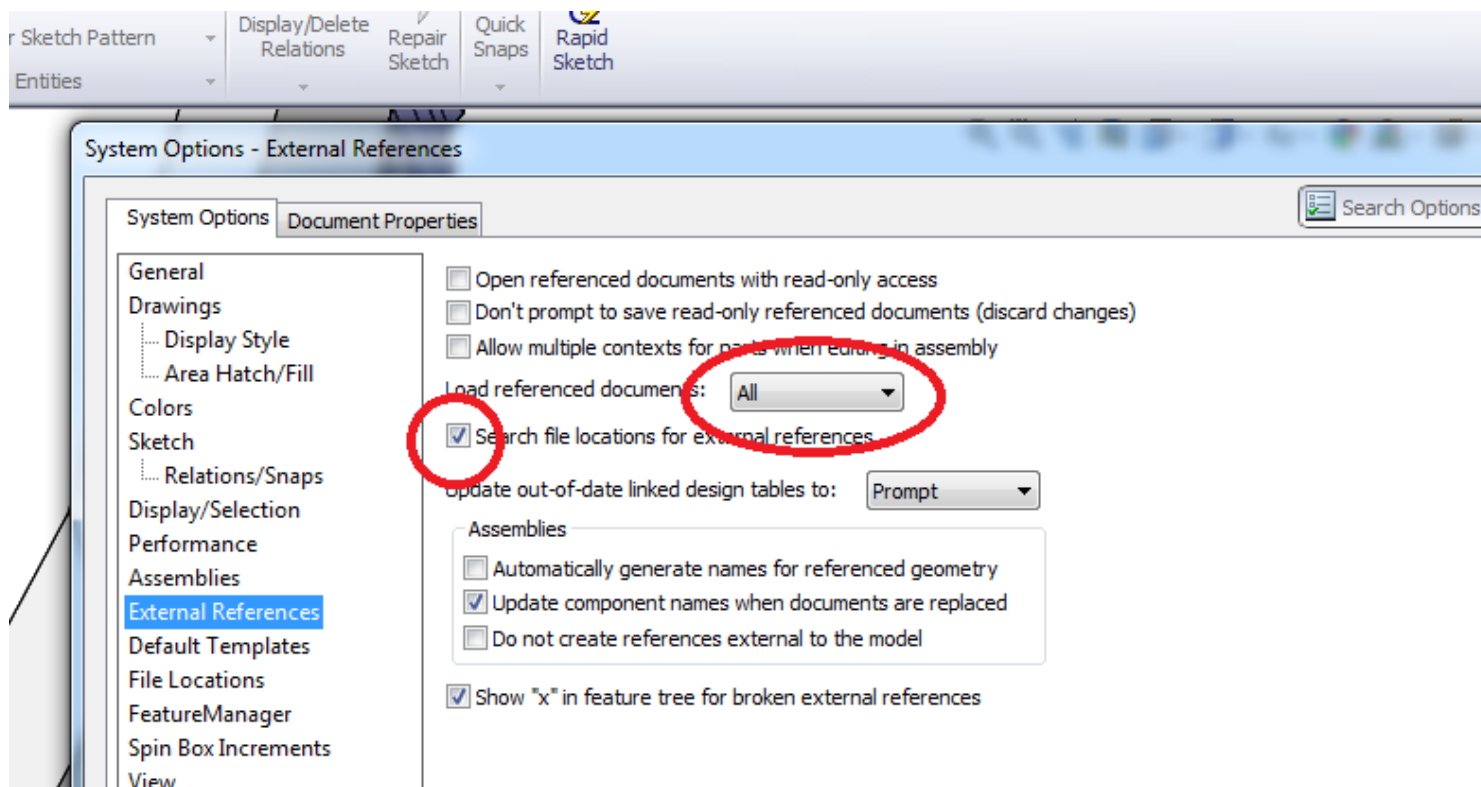 r Sketch Pattern
Entities
Display/Delete
Relations
Repair
Sketch
Quick
Snaps
Rapid
Sketch
System Options - External References
System Options
Document Properties
Search Options
General
Drawings
Display Style
Area Hatch/Fill
Colors
Sketch
Relations/Snaps
Display/Selection
Performance
Assemblies
External References
Default Templates
File Locations
FeatureManager
Spin Box Increments
View
Open referenced documents with read-only access
Don't prompt to save read-only referenced documents (discard changes)
Allow multiple contexts for parts when editing in assembly
Load referenced documents: All
Search file locations for external references
Update out-of-date linked design tables to: Prompt
Assemblies
Automatically generate names for referenced geometry
Update component names when documents are replaced
Do not create references external to the model
Show "x" in feature tree for broken external references